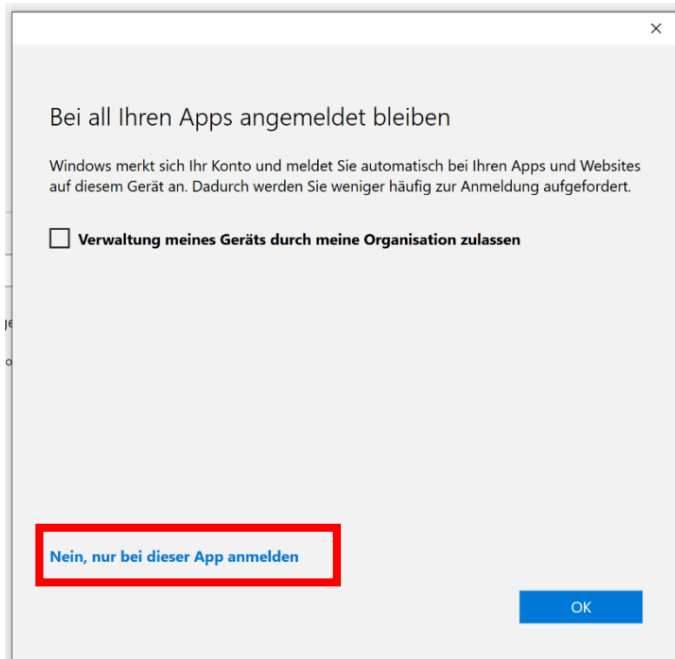 Bei all Ihren Apps angemeldet bleiben
Windows merkt sich Ihr Konto und meldet Sie automatisch bei Ihren Apps und Websites
auf diesem Gerät an. Dadurch werden Sie weniger häufig zur Anmeldung aufgefordert.
Verwaltung meines Geräts durch meine Organisation zulassen
Nein, nur bei dieser App anmelden
OK